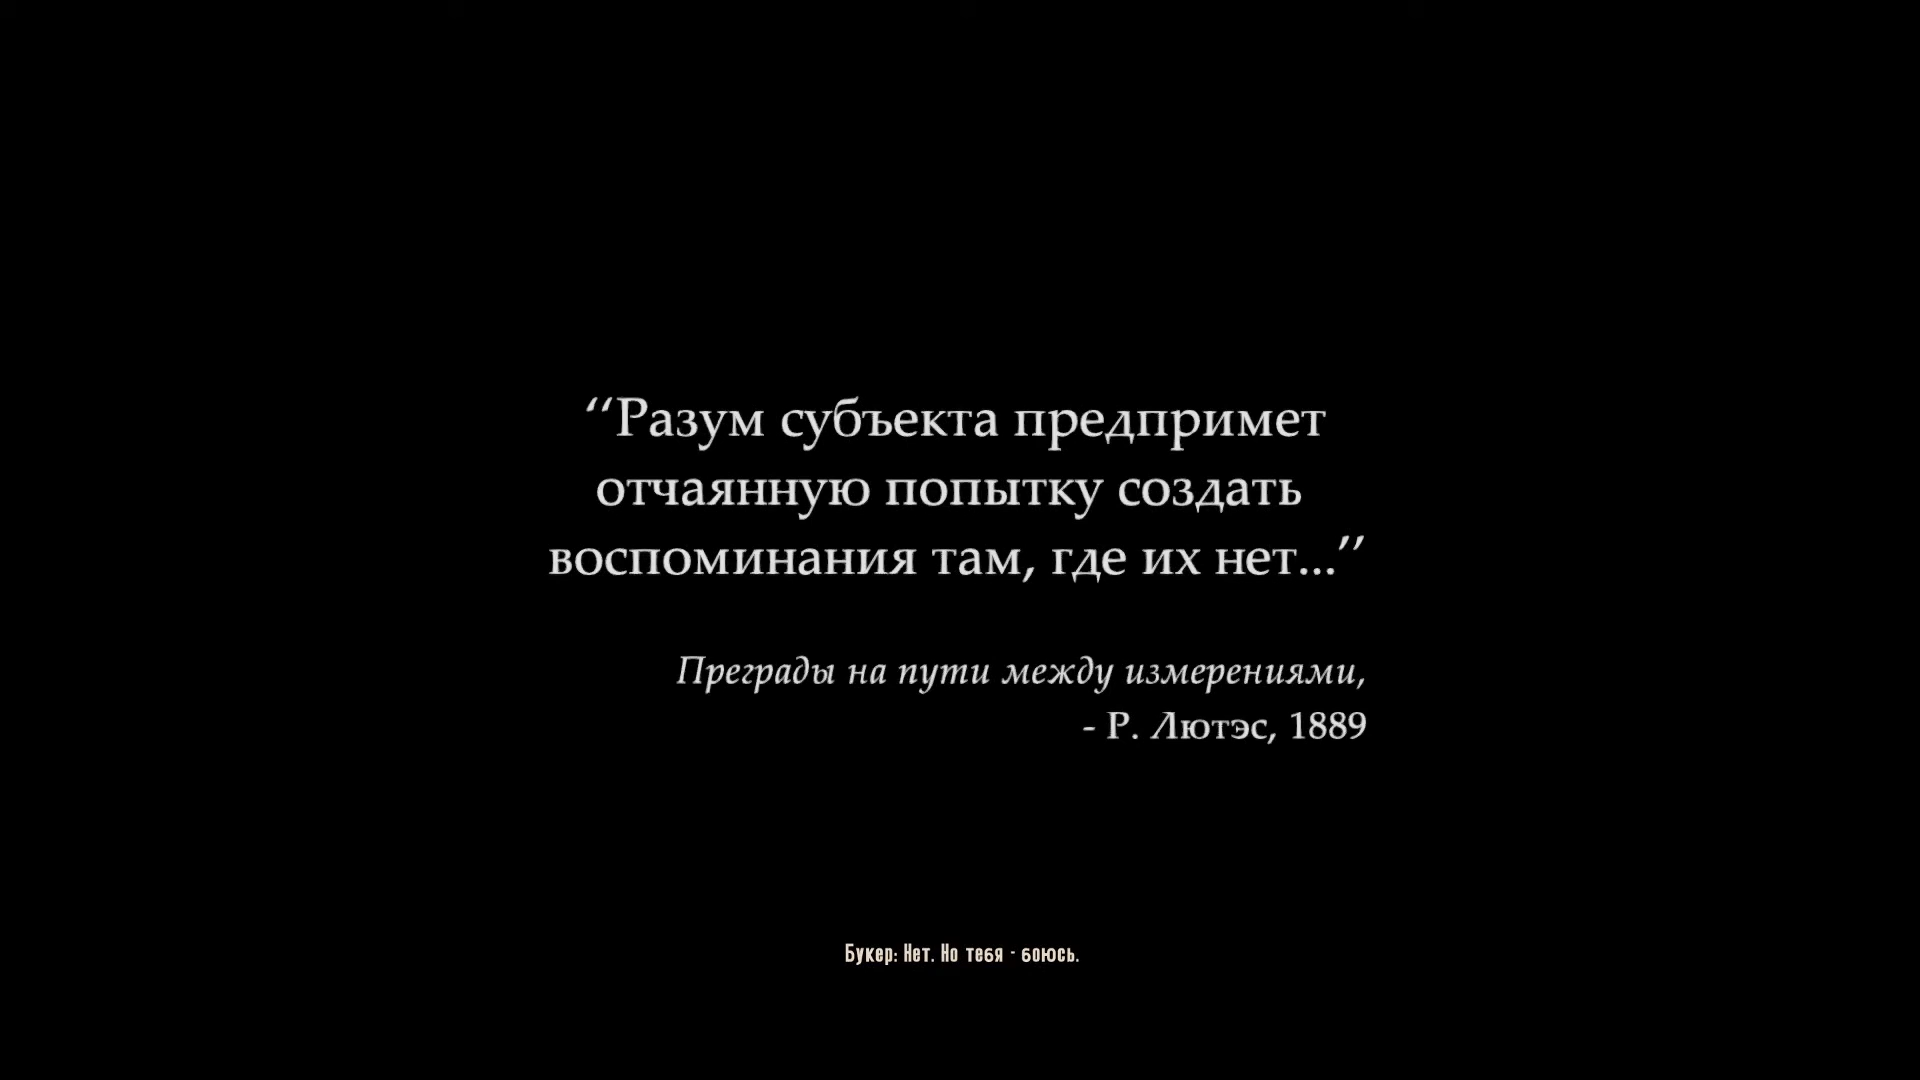 ‘‘Разум субъекта предпримет
отчаянную попытку создать
воспоминания там, где их нет...’’
Преграды на пути между измерениями,
- Р. Лютэс, 1889
Букер: Нет. Но тебя - боюсь.